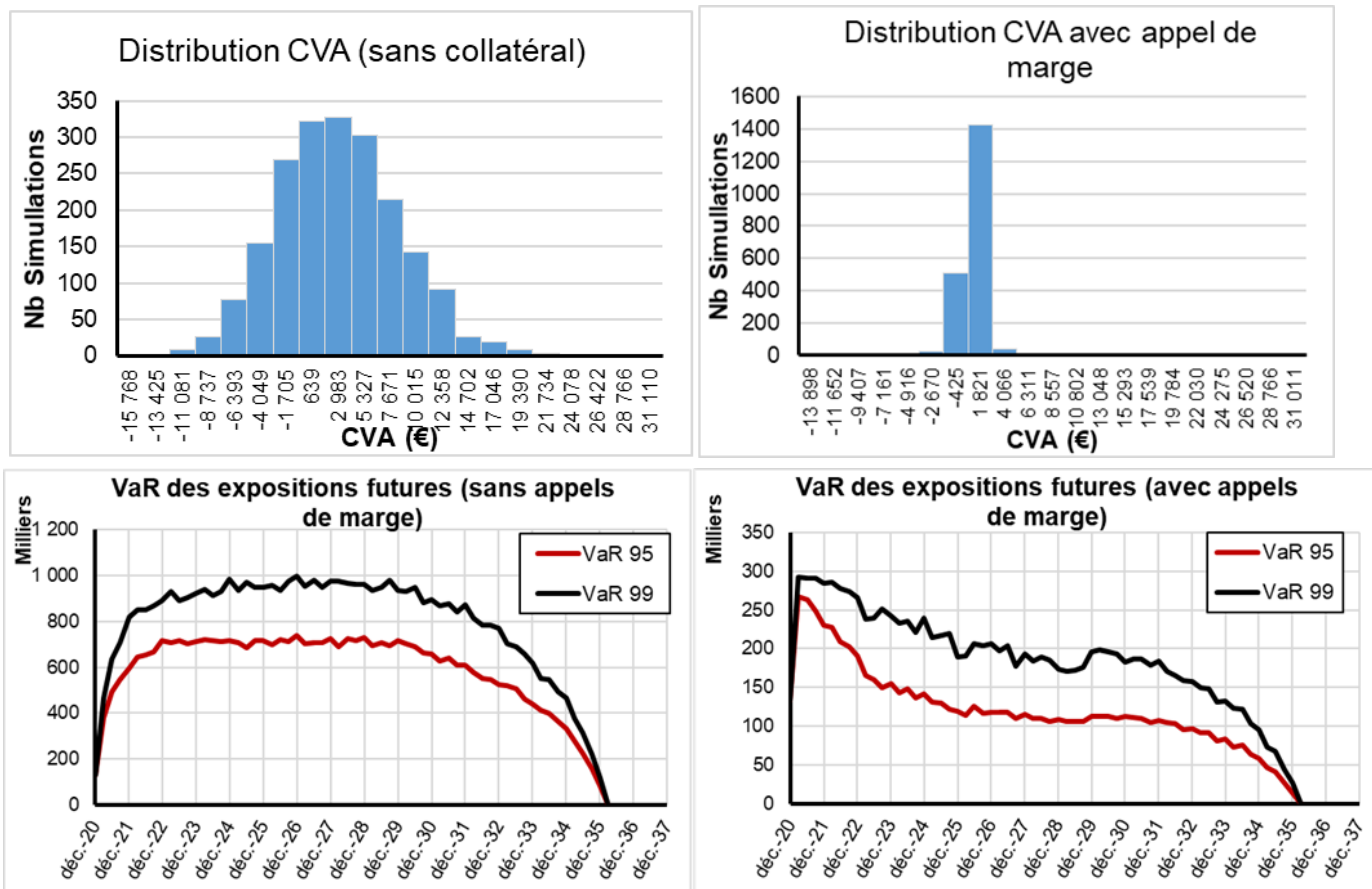 Distribution CVA (sans collatéral)
Nb Simullations
350
300
250
200
150
100
50
0
-15 768
-13 425
-11 081
-8 737
-6 393
-4 049
-1 705
639
2 983
5 327
7 671
10 015
12 358
14 702
17 046
19 390
21 734
24 078
26 422
28 766
31 110
CVA (€)
Distribution CVA avec appel de
marge
Nb Simullations
1600
1400
1200
1000
800
600
400
200
0
-13 898
-11 652
-9 407
-7 161
-4 916
-2 670
-425
1 821
4 066
6 311
8 557
10 802
13 048
15 293
17 539
19 784
22 030
24 275
26 520
28 766
31 011
CVA (€)
VaR des expositions futures (sans appels
de marge)
Milliers
1 200
1 000
800
600
400
200
0
VaR 95
VaR 99
déc.-20
déc.-21
déc.-22
déc.-23
déc.-24
déc.-25
déc.-26
déc.-27
déc.-28
déc.-29
déc.-30
déc.-31
déc.-32
déc.-33
déc.-34
déc.-35
déc.-36
déc.-37
VaR des expositions futures (avec appels
de marge)
Milliers
350
300
250
200
150
100
50
0
VaR 95
VaR 99
déc.-20
déc.-21
déc.-22
déc.-23
déc.-24
déc.-25
déc.-26
déc.-27
déc.-28
déc.-29
déc.-30
déc.-31
déc.-32
déc.-33
déc.-34
déc.-35
déc.-36
déc.-37